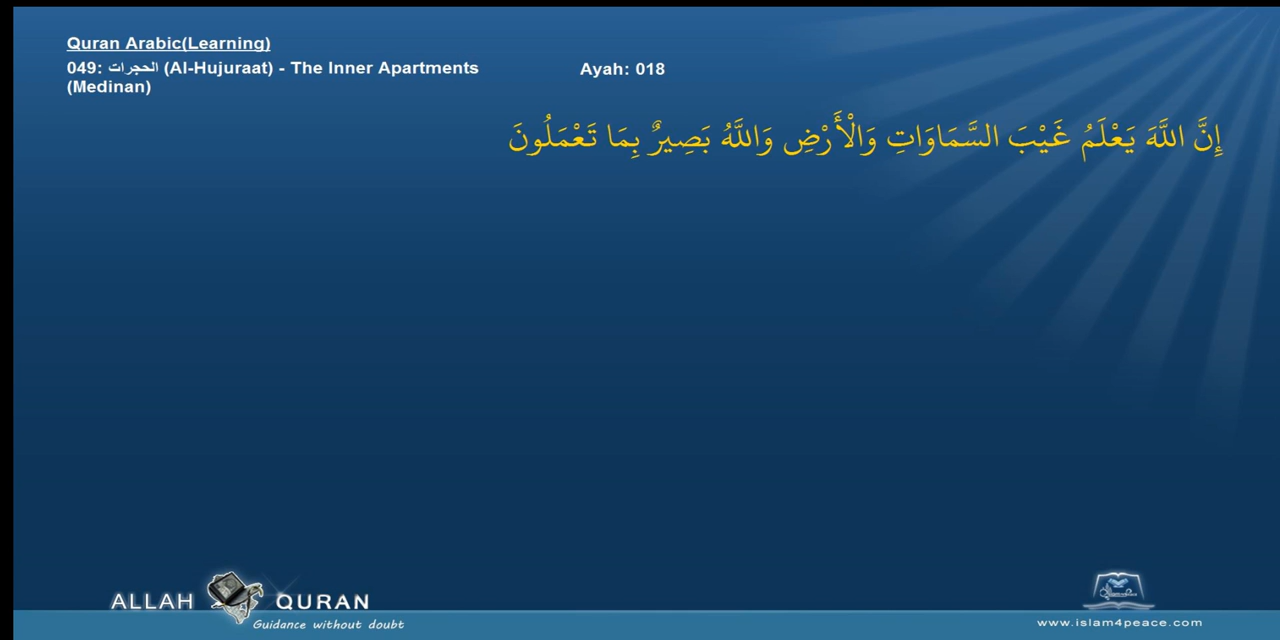 Quran Arabic(Learning)
049: الحجرات (Al-Hujuraat) - The Inner Apartments
(Medinan)
Ayah: 018
إِنَّ اللَّهَ يَعْلَمُ غَيْبَ السَّمَاوَاتِ وَالْأَرْضِ وَاللَّهُ بَصِيرٌ بِمَا تَعْمَلُونَ
ALLAH QURAN
Guidance without doubt
www.islam4peace.com